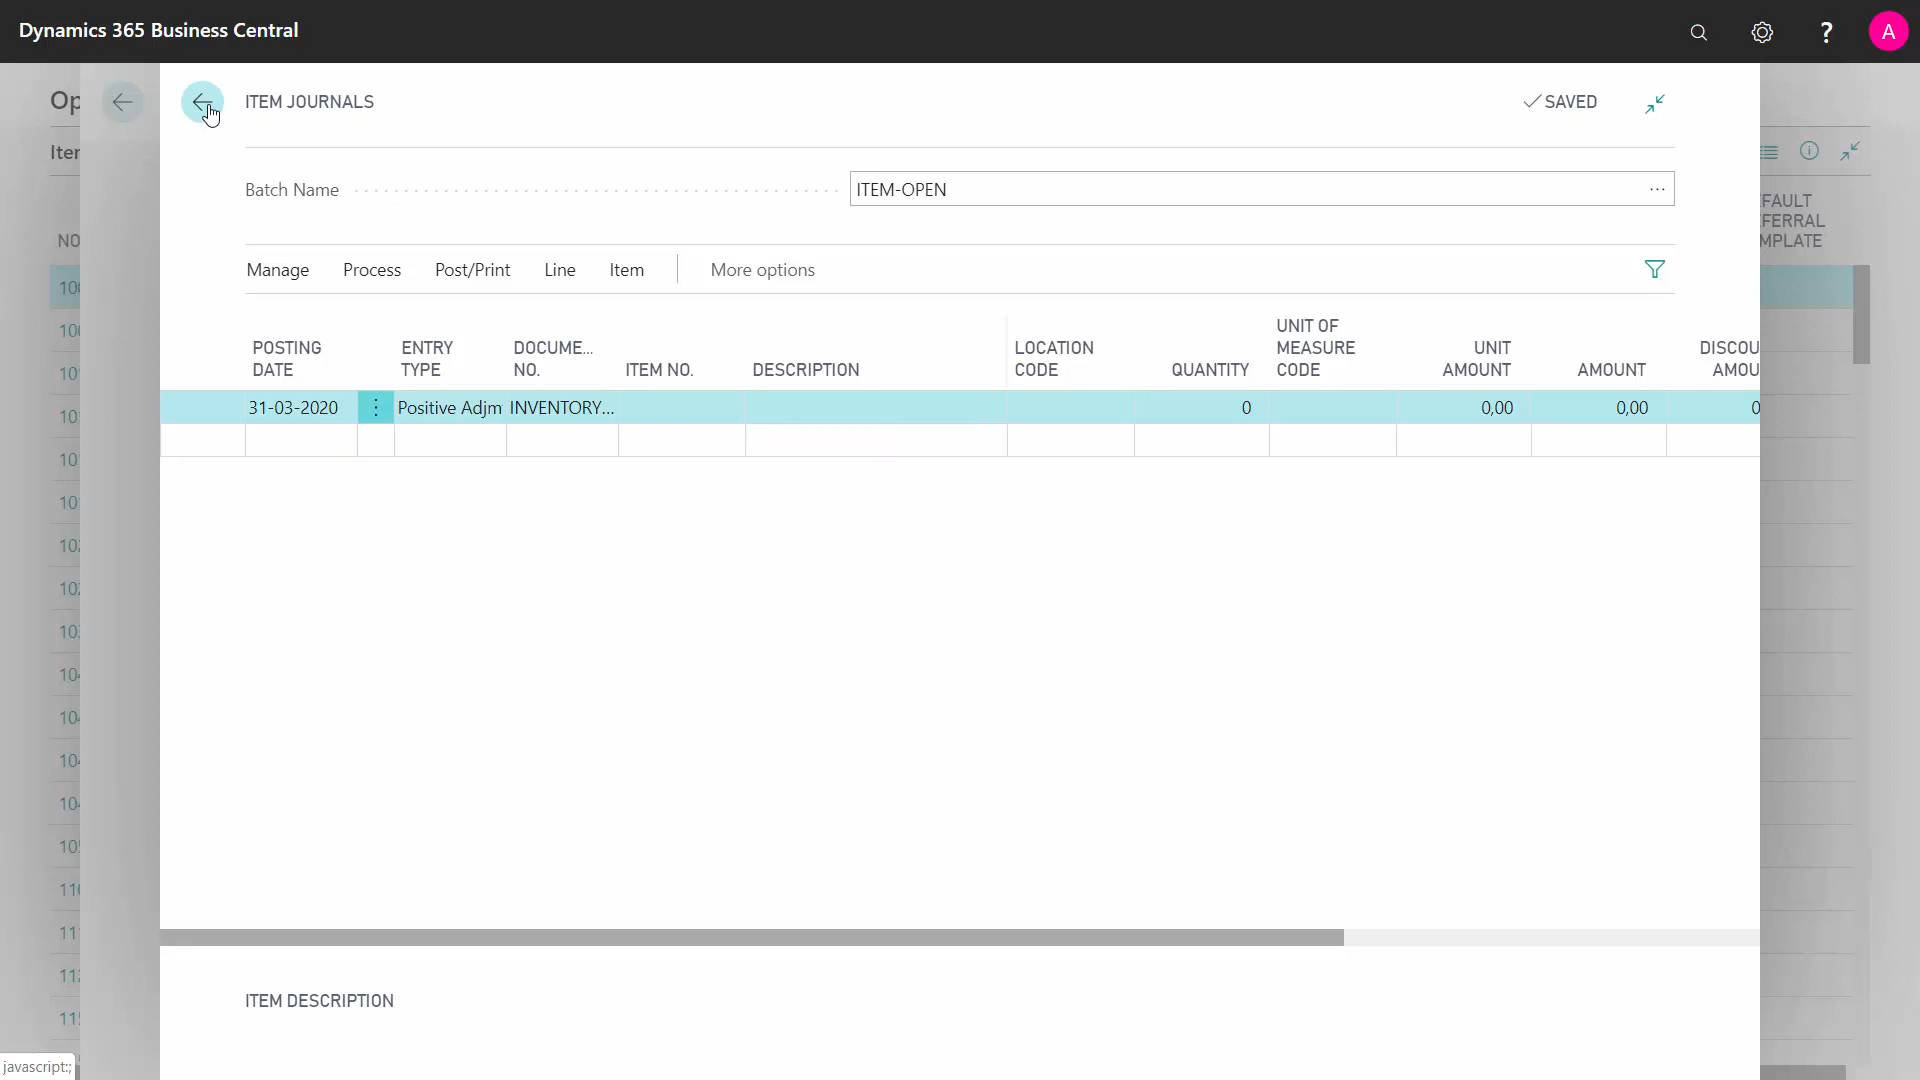 Dynamics 365 Business Central
?
A
Op
ITEM JOURNALS
SAVED
Iter
Batch Name
ITEM-OPEN
...
FAULT
FERRAL
MPLATE
NO
Manage Process Post/Print Line Item More options
POSTING DATE ENTRY TYPE DOCUME... NO. ITEM NO. DESCRIPTION LOCATION CODE QUANTITY UNIT OF MEASURE CODE UNIT AMOUNT AMOUNT DISCOU AMOU
31-03-2020 Positive Adjm INVENTORY... 0 0,00 0,00 0
ITEM DESCRIPTION
javascript:;